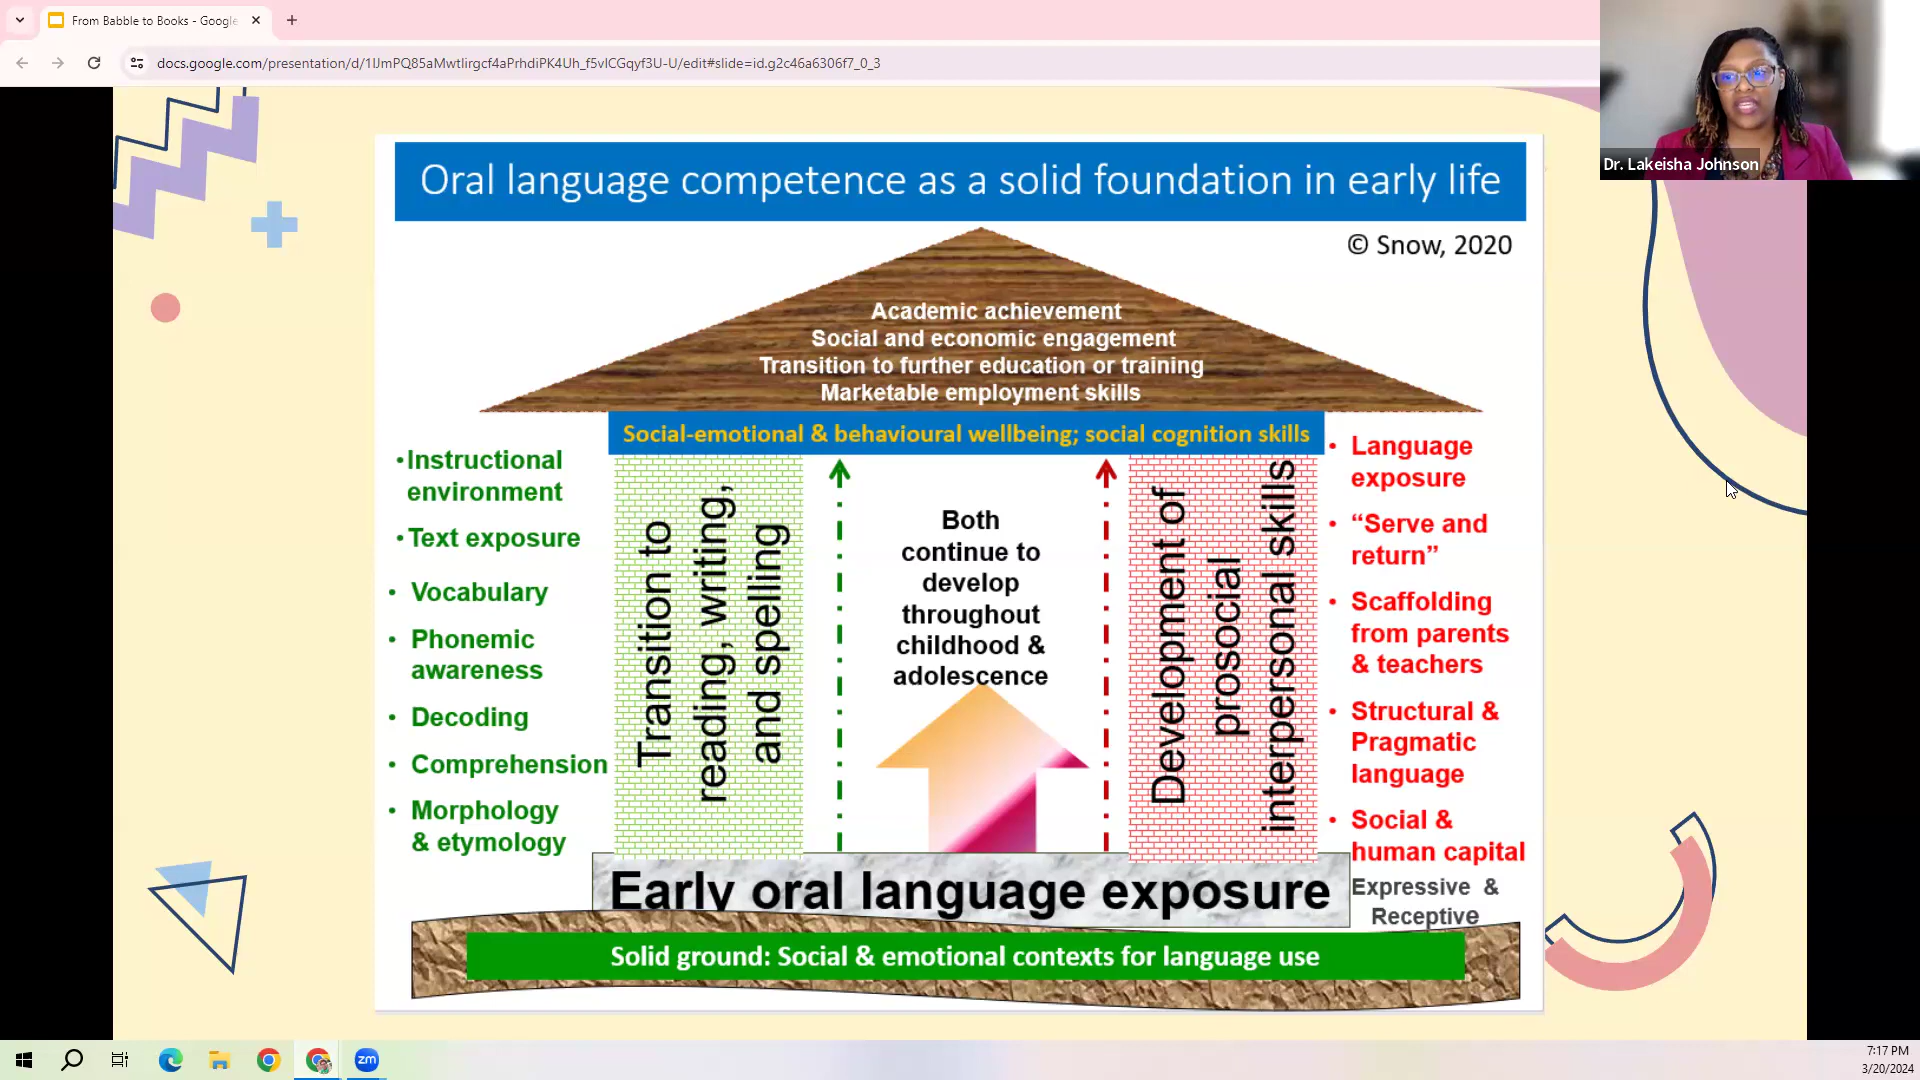 From Babble to Books - Google
docs.google.com/presentation/d/1lJmPQ85aMwtlirgcf4aPrhdiPK4Uh_f5vlCGqyf3U-U/edit#slide=id.g2c46a6306f7_0_3
Dr. Lakeisha Johnson
Oral language competence as a solid foundation in early life
© Snow, 2020
Academic achievement
Social and economic engagement
Transition to further education or training
Marketable employment skills
Social-emotional & behavioural wellbeing; social cognition skills
•Instructional
environment
•Text exposure
• Vocabulary
• Phonemic
awareness
• Decoding
• Comprehension
• Morphology
& etymology
Transition to
reading, writing,
and spelling
Both
continue to
develop
throughout
childhood &
adolescence
Development of
prosocial
interpersonal skills
• Language
exposure
• “Serve and
return”
• Scaffolding
from parents
& teachers
• Structural &
Pragmatic
language
• Social &
human capital
Expressive &
Receptive
Early oral language exposure
Solid ground: Social & emotional contexts for language use
zm
7:17 PM
3/20/2024